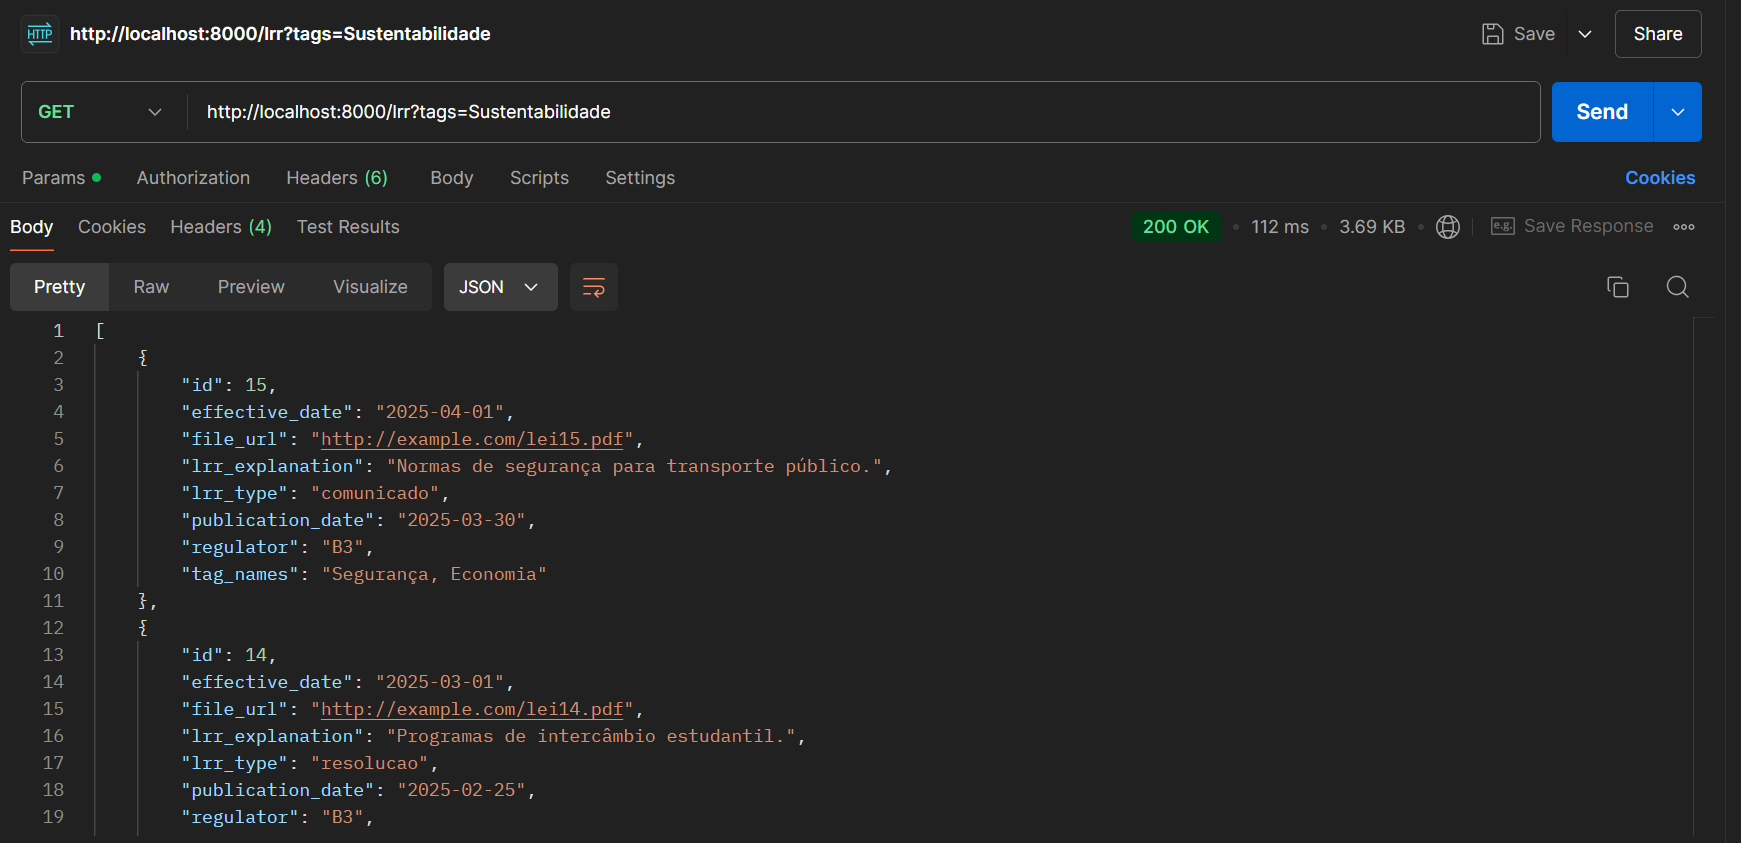 HTTP http://localhost:8000/lrr?tags=Sustentabilidade Save Share
GET http://localhost:8000/lrr?tags=Sustentabilidade Send
Params Authorization Headers (6) Body Scripts Settings Cookies
Body Cookies Headers (4) Test Results 200 OK • 112 ms • 3.69 KB • e.g. Save Response
Pretty Raw Preview Visualize JSON
1 [
2 {
3 "id": 15,
4 "effective_date": "2025-04-01",
5 "file_url": "http://example.com/lei15.pdf",
6 "lrr_explanation": "Normas de segurança para transporte público.",
7 "lrr_type": "comunicado",
8 "publication_date": "2025-03-30",
9 "regulator": "B3",
10 "tag_names": "Segurança, Economia"
11 },
12 {
13 "id": 14,
14 "effective_date": "2025-03-01",
15 "file_url": "http://example.com/lei14.pdf",
16 "lrr_explanation": "Programas de intercâmbio estudantil.",
17 "lrr_type": "resolucao",
18 "publication_date": "2025-02-25",
19 "regulator": "B3",